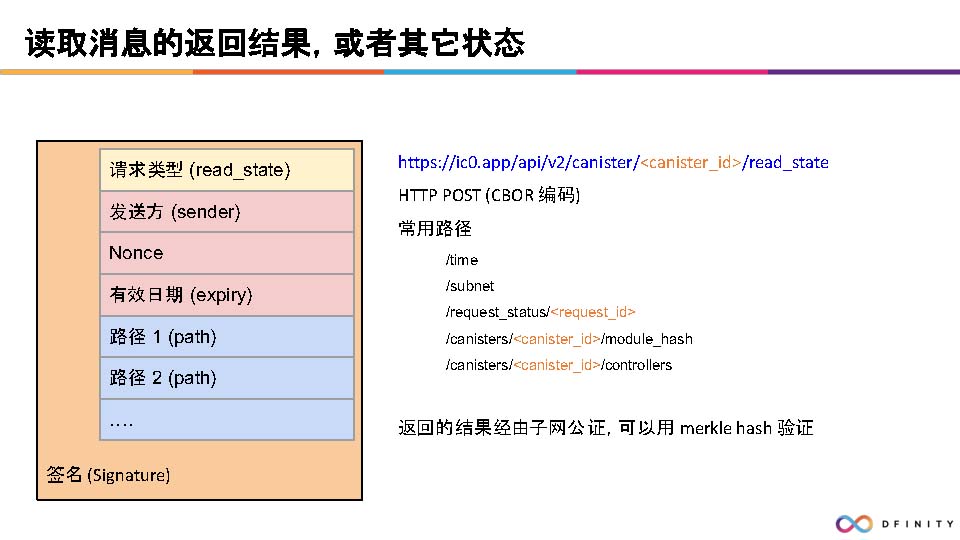 读取消息的返回结果，或者其它状态
请求类型 (read_state)
发送方 (sender)
Nonce
有效日期 (expiry)
路径 1 (path)
路径 2 (path)
….
签名 (Signature)
https://ic0.app/api/v2/canister/<canister_id>/read_state
HTTP POST (CBOR 编码)
常用路径
/time
/subnet
/request_status/<request_id>
/canisters/<canister_id>/module_hash
/canisters/<canister_id>/controllers
返回的结果经由子网公证，可以用 merkle hash 验证
DFINITY